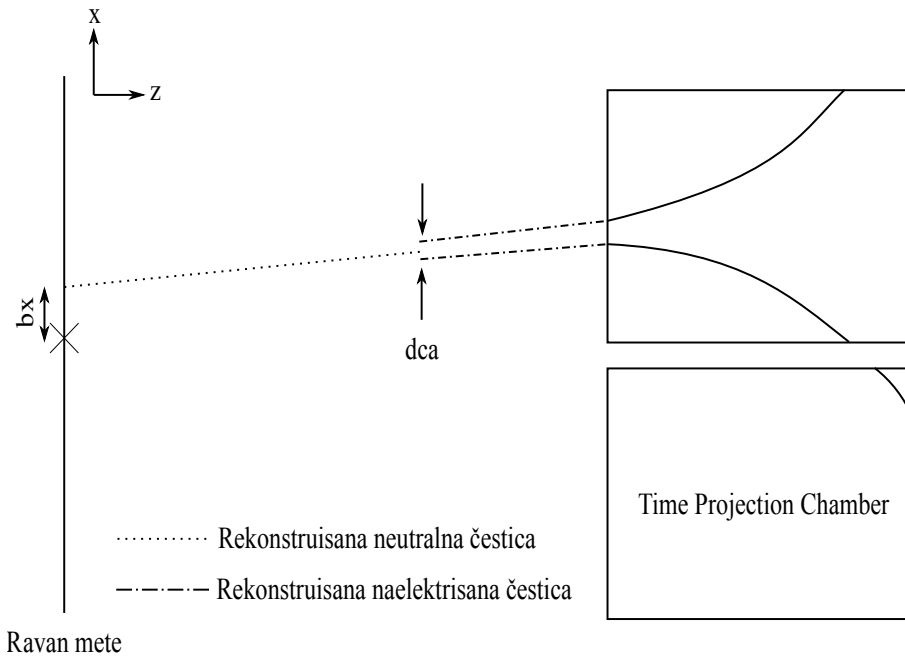 x
z
bx
dca
Time Projection Chamber
Rekonstruisana neutralna čestica
Rekonstruisana naelektrisana čestica
Ravan mete